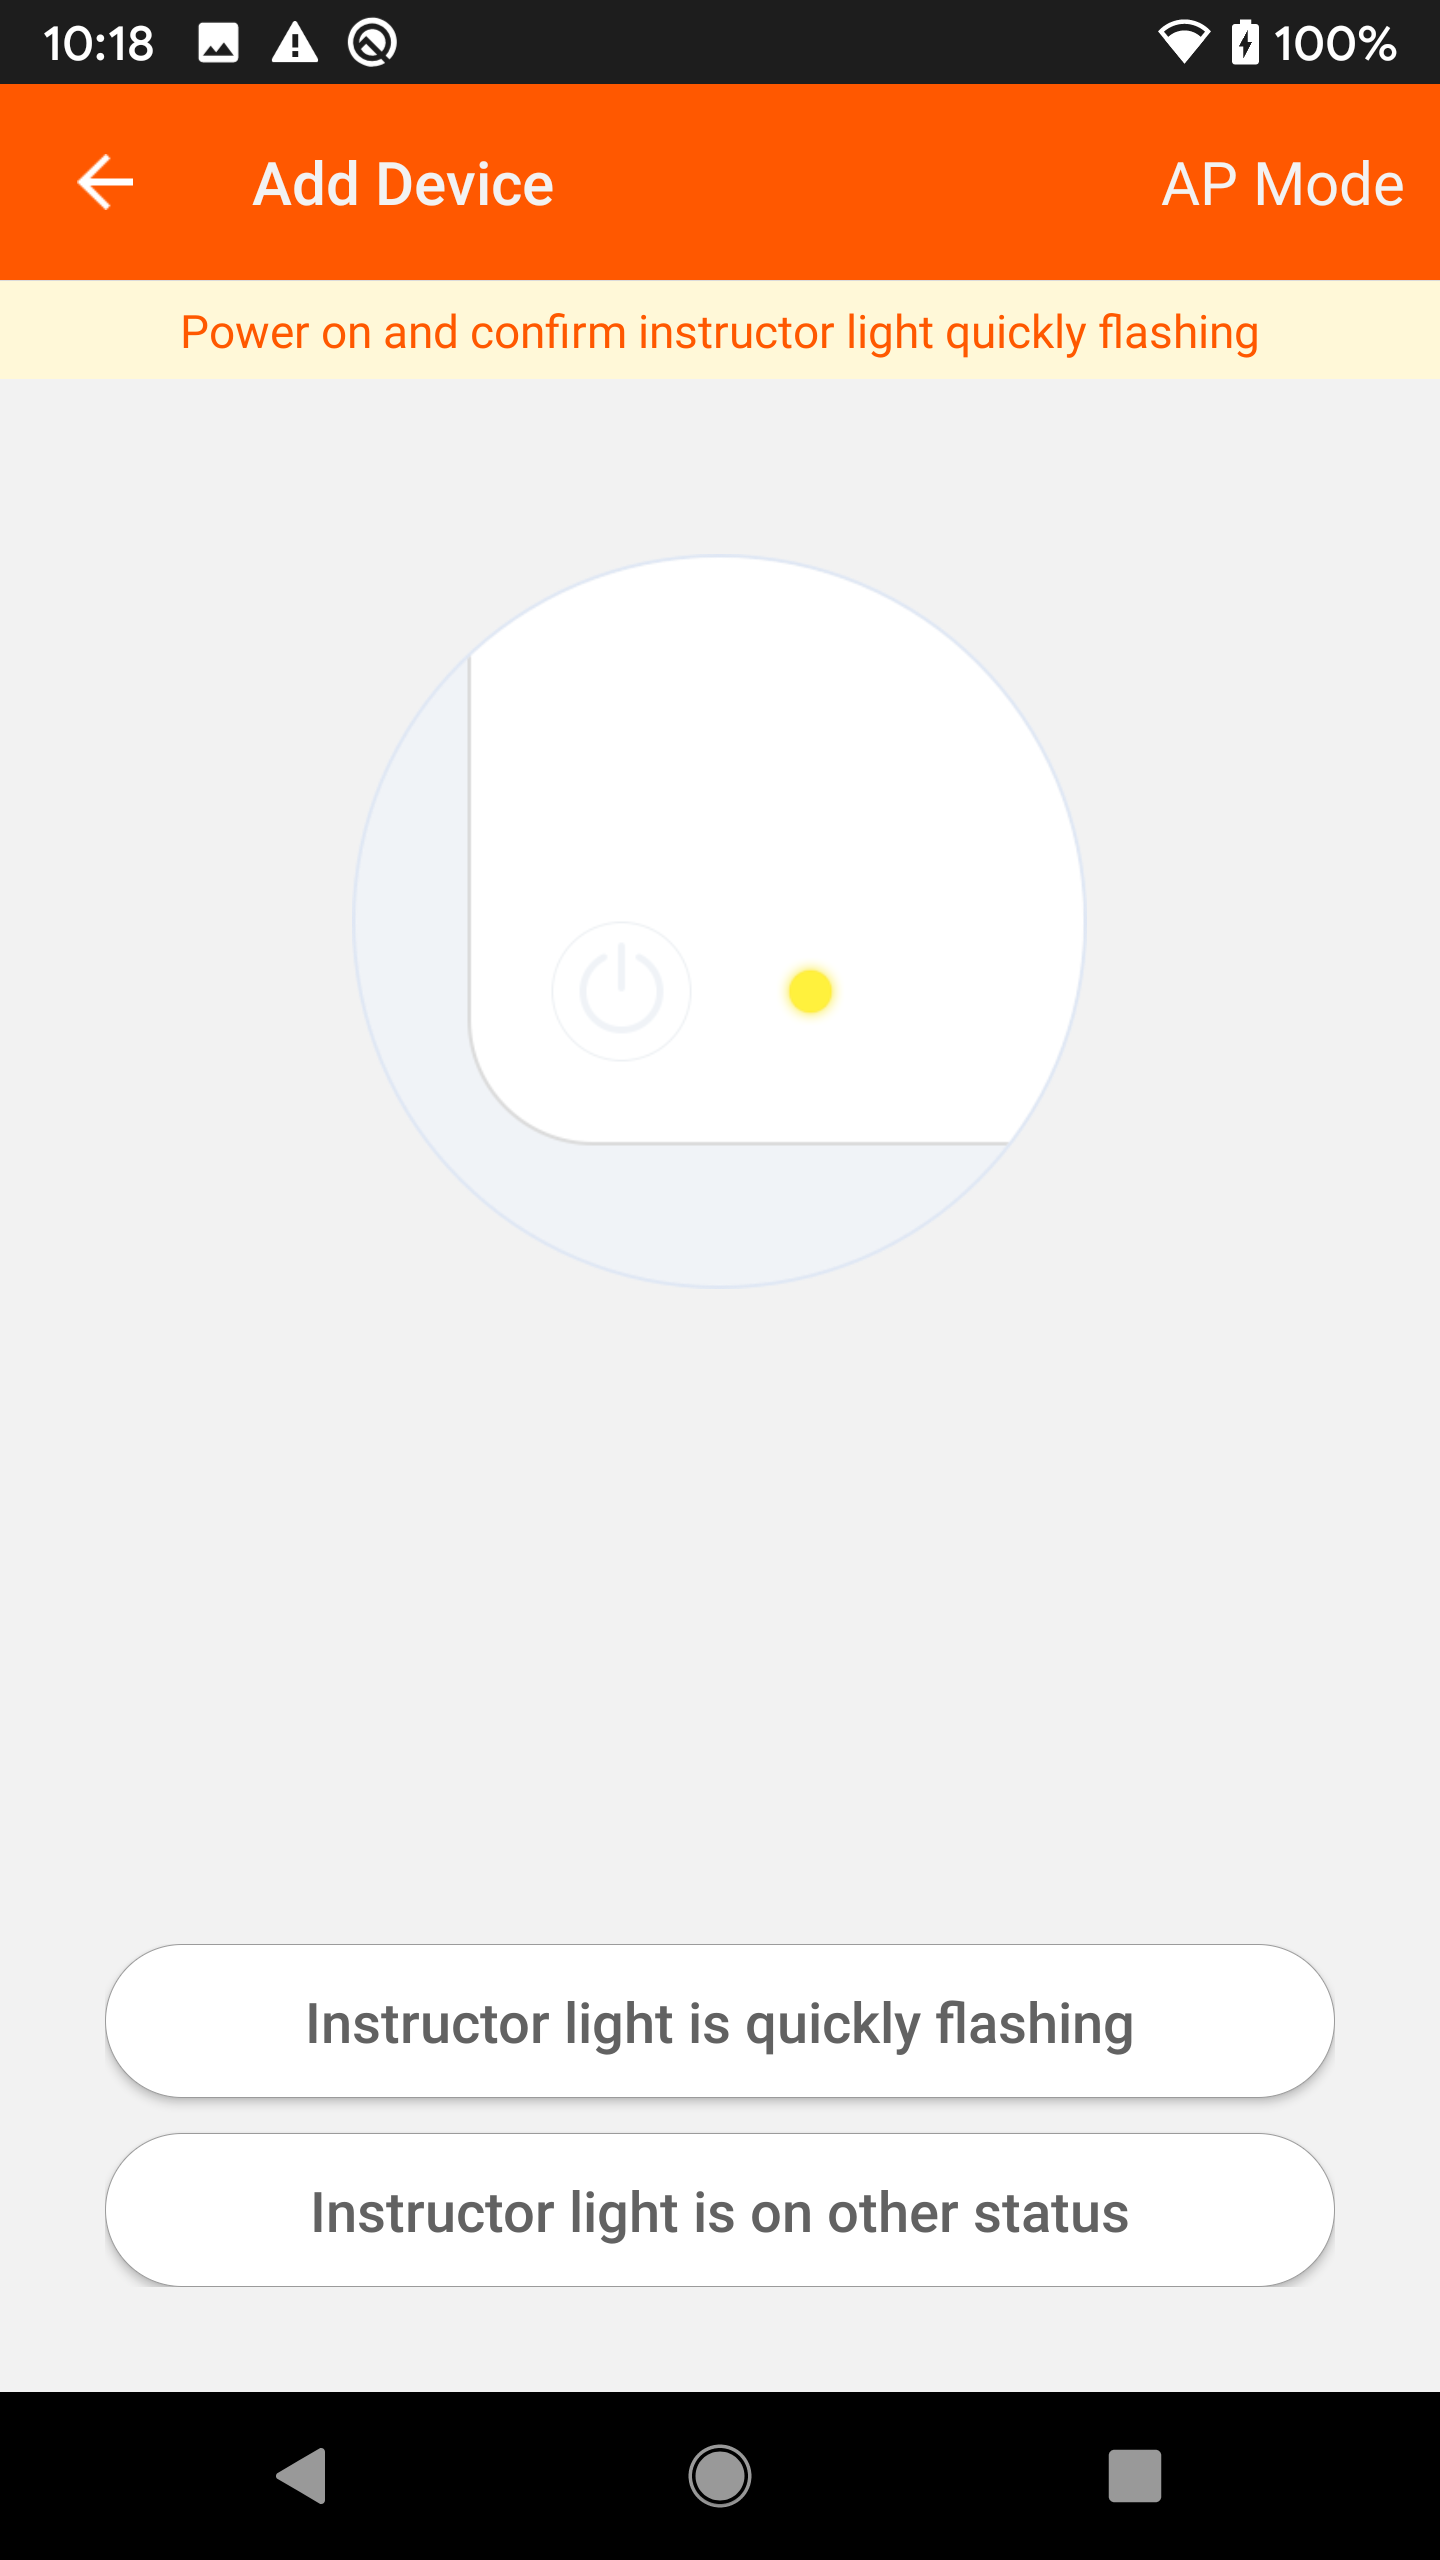 10:18
100%
Add Device
AP Mode
Power on and confirm instructor light quickly flashing
Instructor light is quickly flashing
Instructor light is on other status